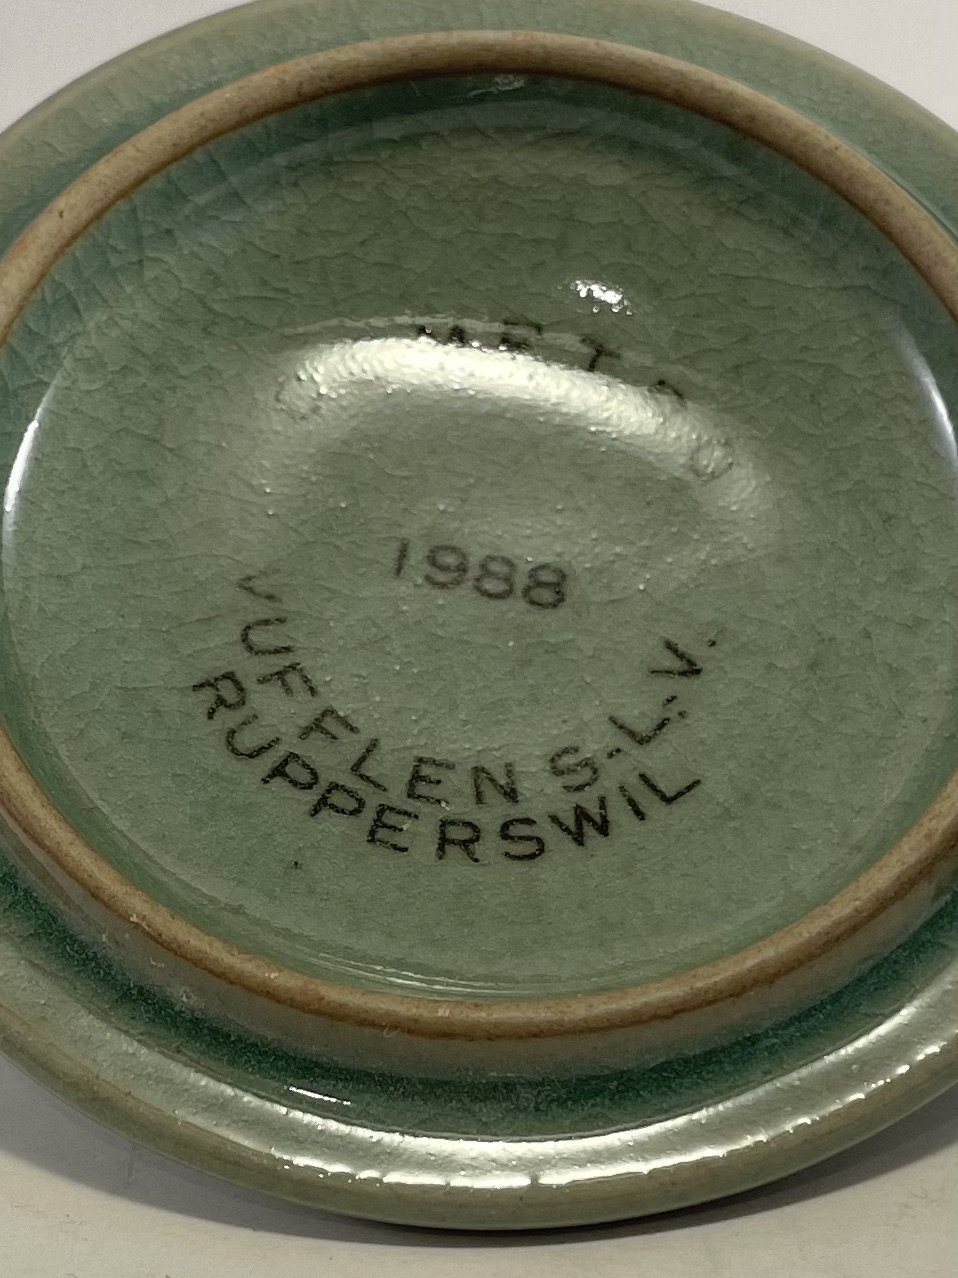 1988
VUFFLENS-L.-V.
RUPPERSWIL